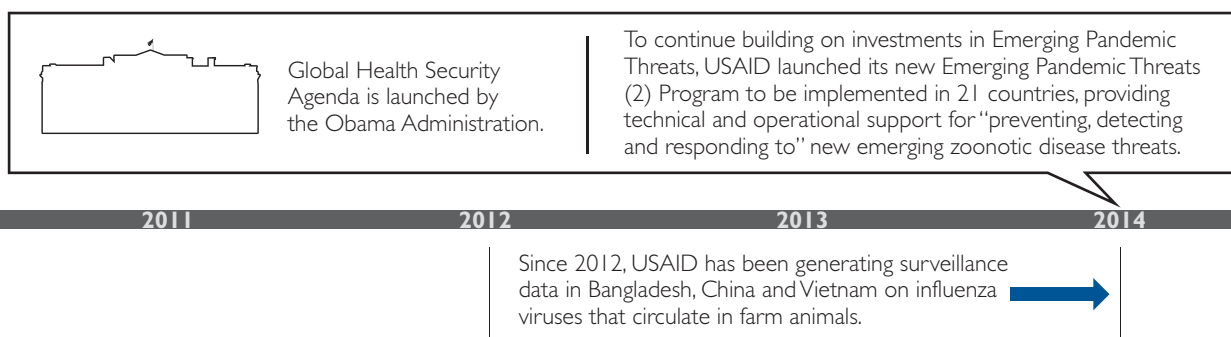 Global Health Security
Agenda is launched by
the Obama Administration.
To continue building on investments in Emerging Pandemic
Threats, USAID launched its new Emerging Pandemic Threats
(2) Program to be implemented in 21 countries, providing
technical and operational support for “preventing, detecting
and responding to” new emerging zoonotic disease threats.
2011 2012 2013 2014
Since 2012, USAID has been generating surveillance
data in Bangladesh, China and Vietnam on influenza
viruses that circulate in farm animals.